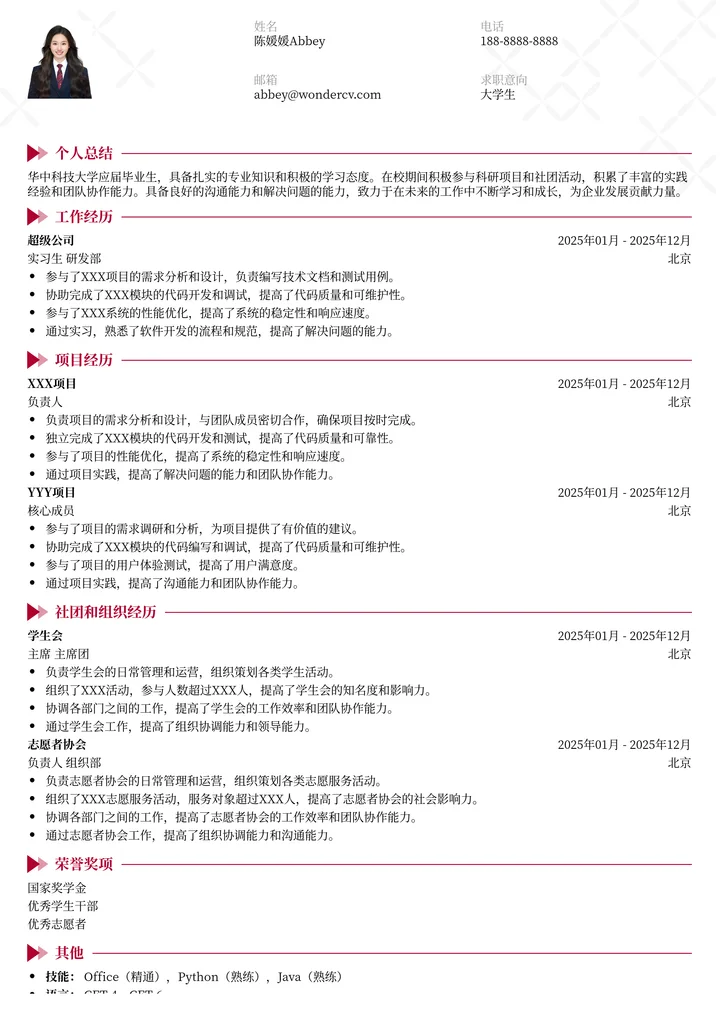 姓名
陈媛媛Abbey
电话
188-8888-8888
邮箱
abbey@wondercv.com
求职意向
大学生
个人总结
华中科技大学应届毕业生，具备扎实的专业知识和积极的学习态度。在校期间积极参与科研项目和社团活动，积累了丰富的实践
经验和团队协作能力。具备良好的沟通能力和解决问题的能力，致力于在未来的工作中不断学习和成长，为企业发展贡献力量。
工作经历
超级公司 2025年01月 - 2025年12月
实习生 研发部 北京
• 参与了XXX项目的需求分析和设计，负责编写技术文档和测试用例。
• 协助完成了XXX模块的代码开发和调试，提高了代码质量和可维护性。
• 参与了XXX系统的性能优化，提高了系统的稳定性和响应速度。
• 通过实习，熟悉了软件开发的流程和规范，提高了解决问题的能力。
项目经历
XXX项目 2025年01月 - 2025年12月
负责人 北京
• 负责项目的需求分析和设计，与团队成员密切合作，确保项目按时完成。
• 独立完成了XXX模块的代码开发和测试，提高了代码质量和可靠性。
• 参与了项目的性能优化，提高了系统的稳定性和响应速度。
• 通过项目实践，提高了解决问题的能力和团队协作能力。
YYY项目 2025年01月 - 2025年12月
核心成员 北京
• 参与了项目的需求调研和分析，为项目提供了有价值的建议。
• 协助完成了XXX模块的代码编写和调试，提高了代码质量和可维护性。
• 参与了项目的用户体验测试，提高了用户满意度。
• 通过项目实践，提高了沟通能力和团队协作能力。
社团和组织经历
学生会 2025年01月 - 2025年12月
主席 主席团 北京
• 负责学生会的日常管理和运营，组织策划各类学生活动。
• 组织了XXX活动，参与人数超过XXX人，提高了学生会的知名度和影响力。
• 协调各部门之间的工作，提高了学生会的工作效率和团队协作能力。
• 通过学生会工作，提高了组织协调能力和领导能力。
志愿者协会 2025年01月 - 2025年12月
负责人 组织部 北京
• 负责志愿者协会的日常管理和运营，组织策划各类志愿服务活动。
• 组织了XXX志愿服务活动，服务对象超过XXX人，提高了志愿者协会的社会影响力。
• 协调各部门之间的工作，提高了志愿者协会的工作效率和团队协作能力。
• 通过志愿者协会工作，提高了组织协调能力和沟通能力。
荣誉奖项
国家奖学金
优秀学生干部
优秀志愿者
其他
• 技能： Office（精通）, Python（熟练）, Java（熟练）